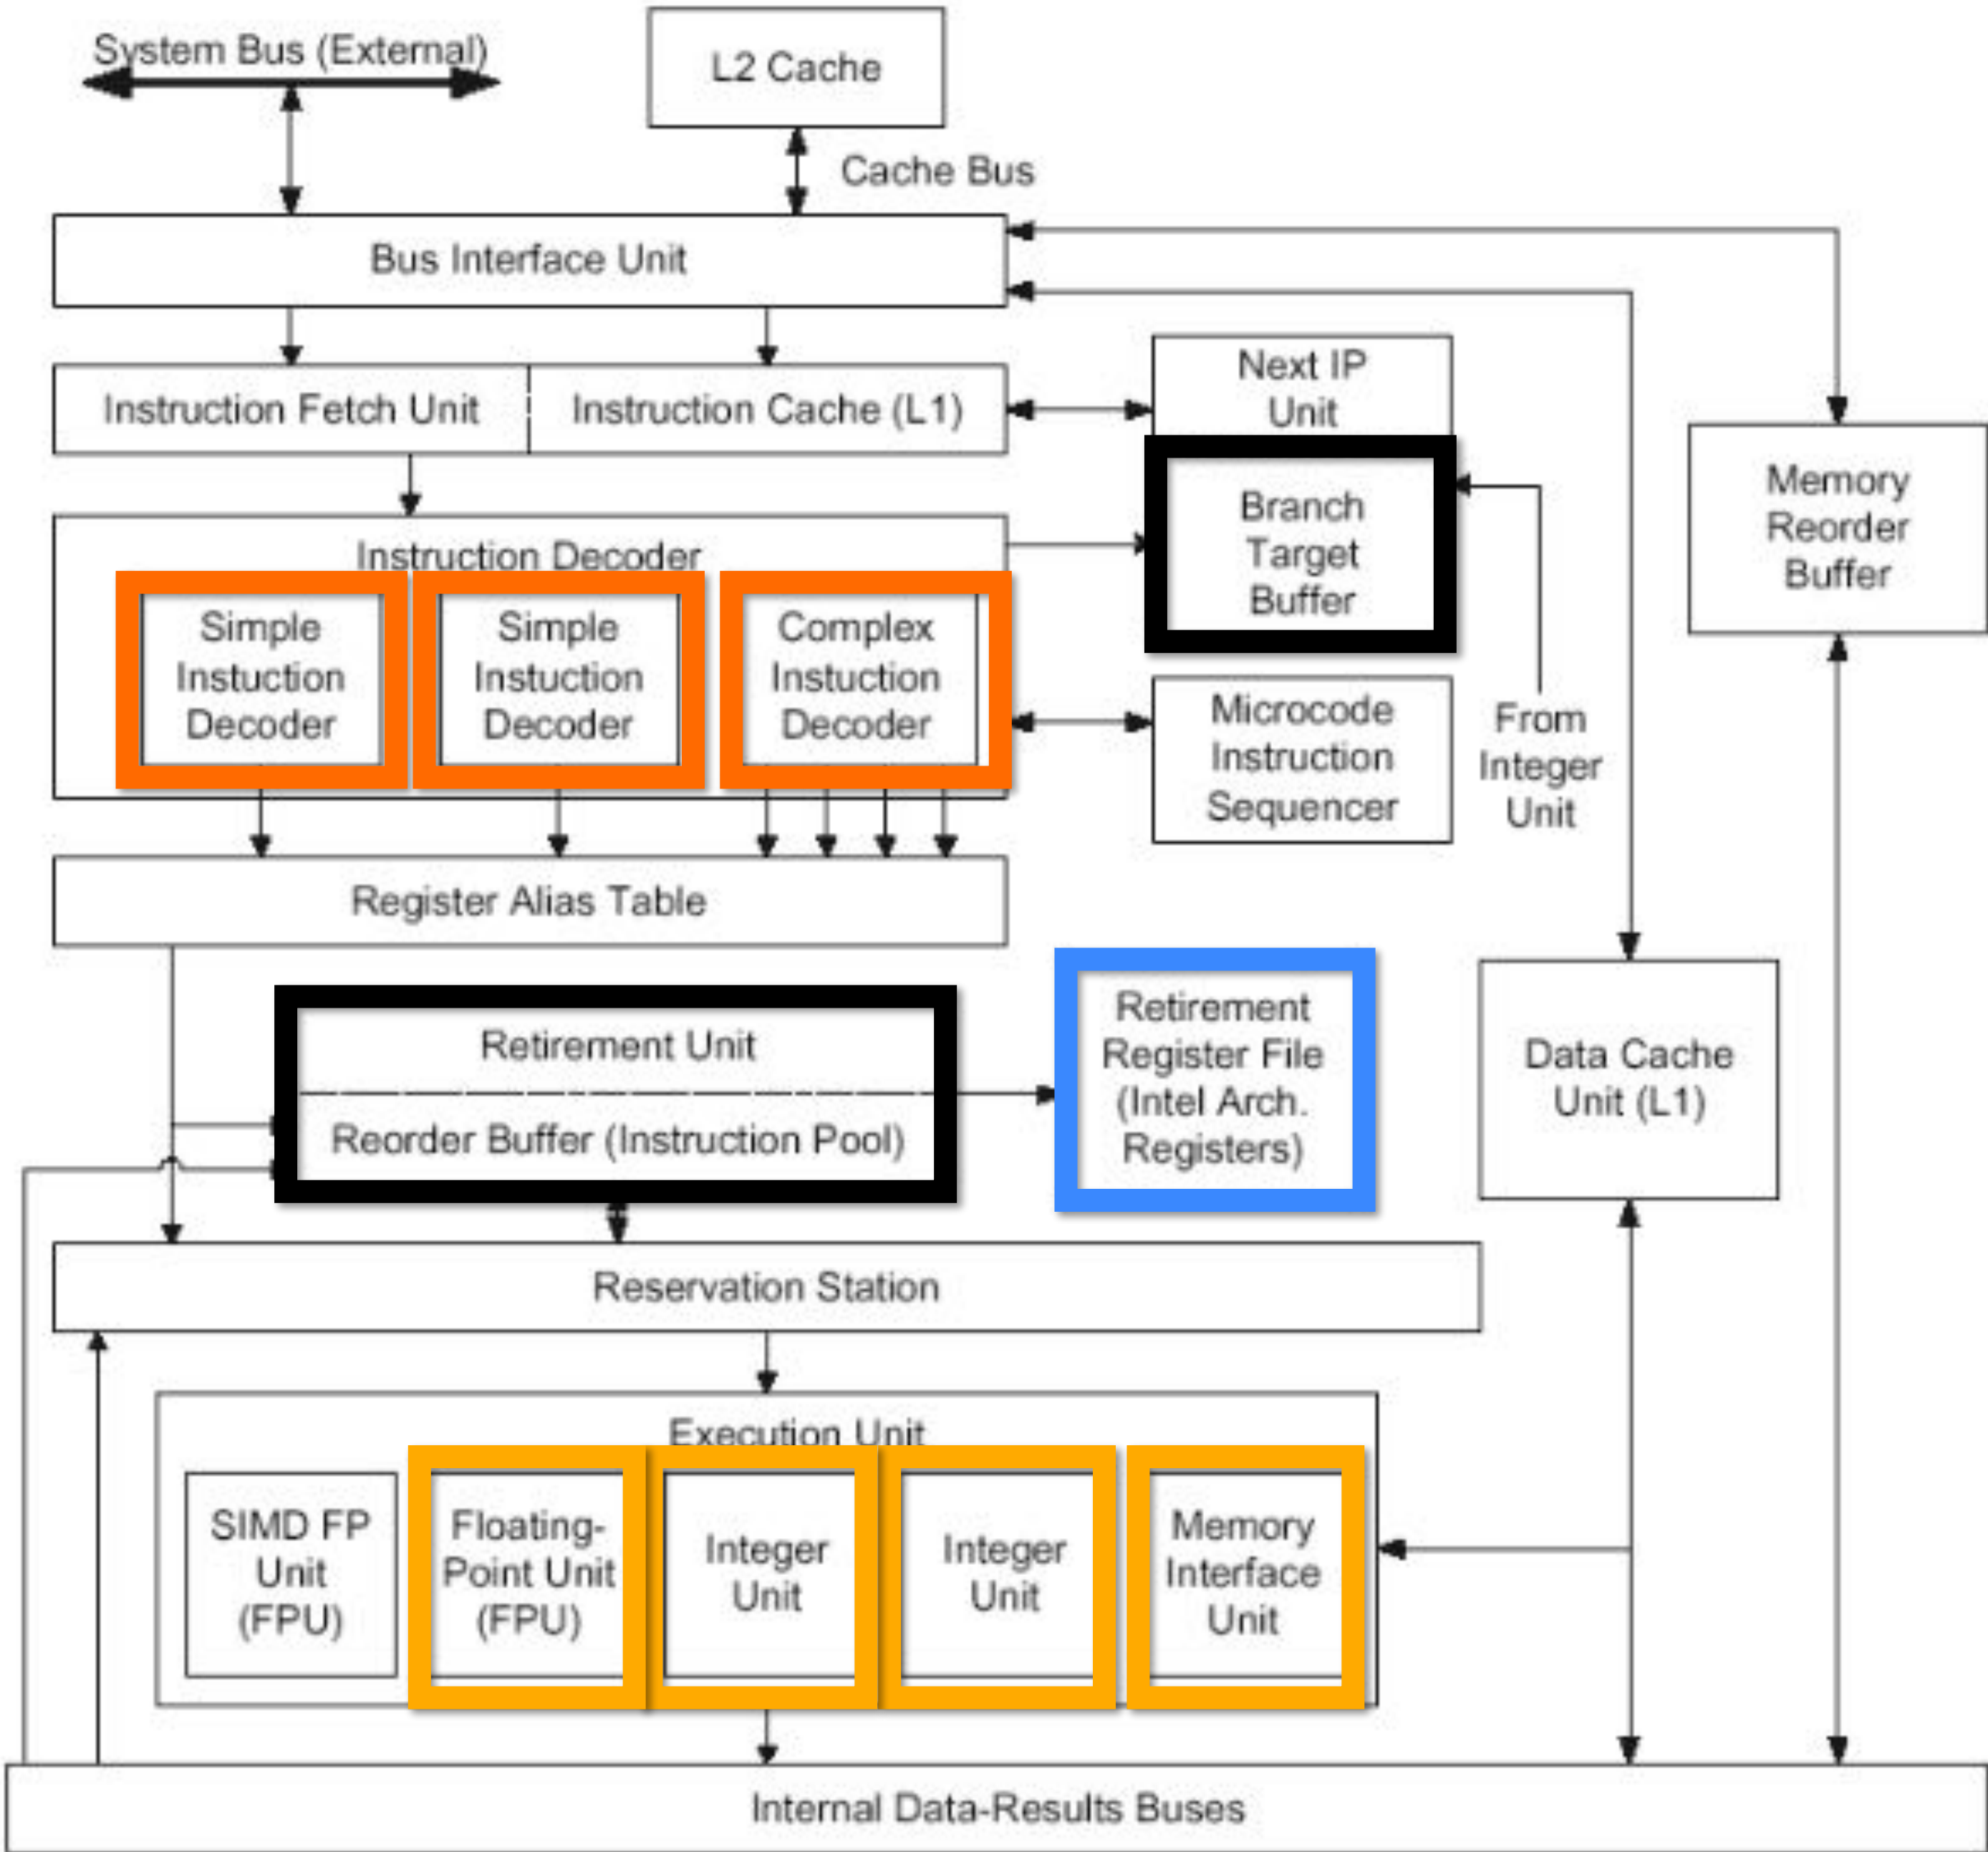 System Bus (External)
L2 Cache
Cache Bus
Bus Interface Unit
Instruction Fetch Unit
Instruction Cache (L1)
Next IP
Unit
Branch
Target
Buffer
Memory
Reorder
Buffer
Instruction Decoder
Simple
Instuction
Decoder
Simple
Instuction
Decoder
Complex
Instuction
Decoder
Microcode
Instruction
Sequencer
From
Integer
Unit
Register Alias Table
Retirement Unit
Reorder Buffer (Instruction Pool)
Retirement
Register File
(Intel Arch.
Registers)
Data Cache
Unit (L1)
Reservation Station
Execution Unit
SIMD FP
Unit
(FPU)
Floating-
Point Unit
(FPU)
Integer
Unit
Integer
Unit
Memory
Interface
Unit
Internal Data-Results Buses